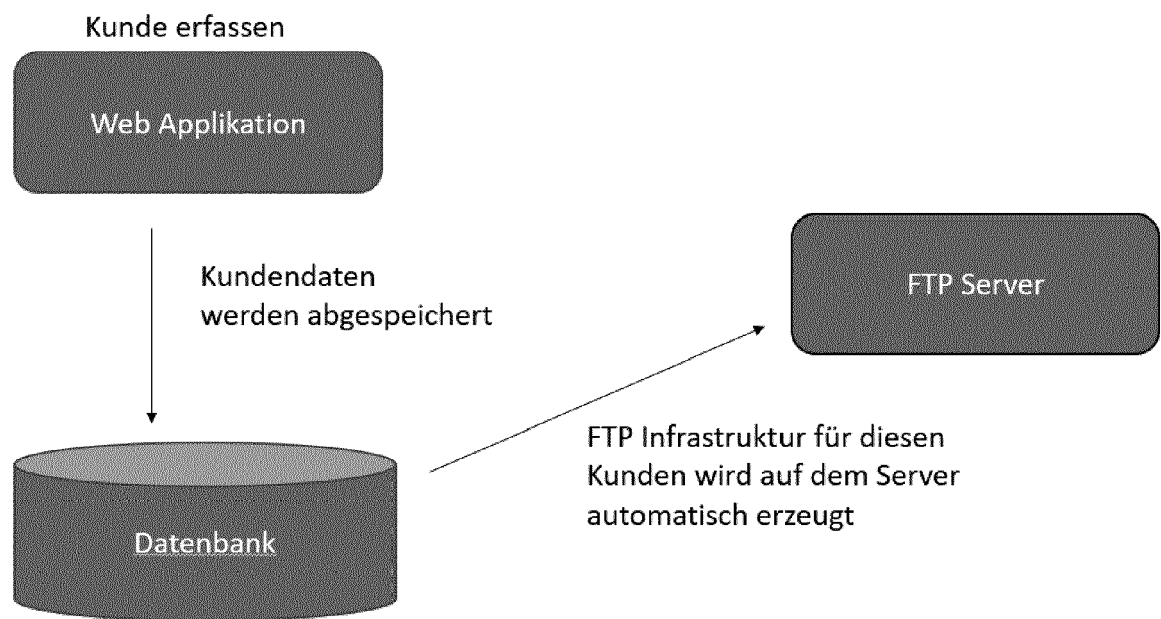 Kunde erfassen
Web Applikation
Kundendaten
werden abgespeichert
FTP Server
FTP Infrastruktur für diesen
Kunden wird auf dem Server
automatisch erzeugt
Datenbank